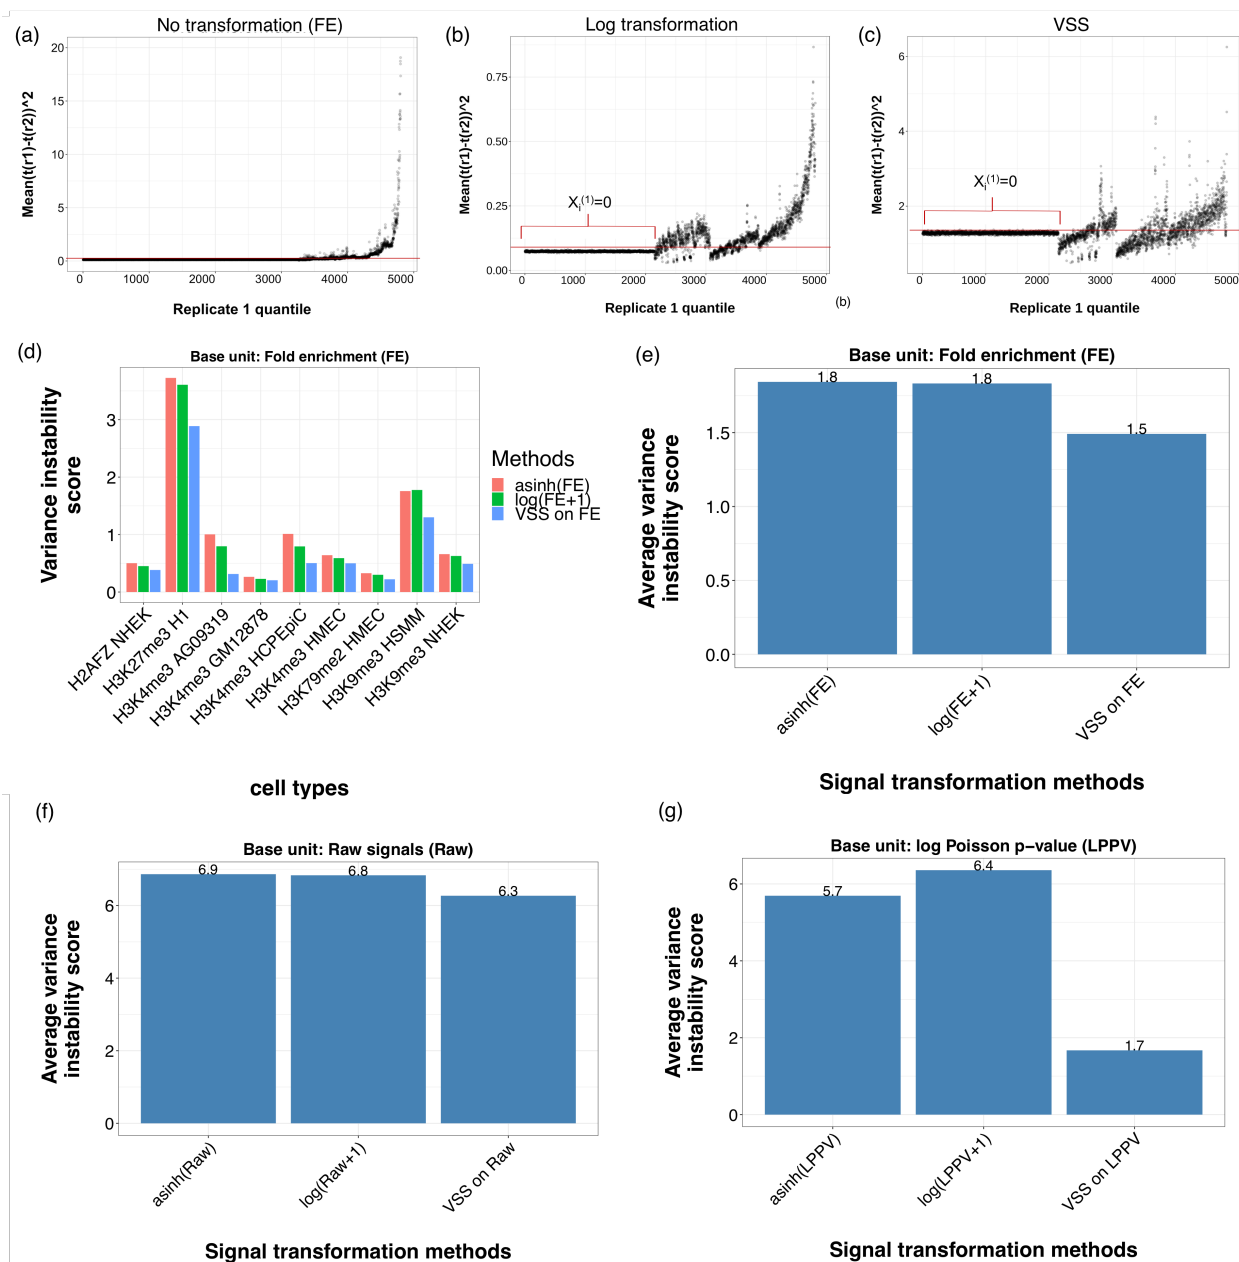 (a)
No transformation (FE)
Mean(t(r1)-t(r2))^2
20
15
10
5
0
0 1000 2000 3000 4000 5000
Replicate 1 quantile
(b)
Log transformation
Mean(t(r1)-t(r2))^2
0.75
0.50
0.25
0.00
Xi(1)=0
0 1000 2000 3000 4000 5000
Replicate 1 quantile
(b)
(c)
VSS
Mean(t(r1)-t(r2))^2
6
4
2
Xi(1)=0
0 1000 2000 3000 4000 5000
Replicate 1 quantile
(d)
Base unit: Fold enrichment (FE)
Variance instability
score
3
2
1
0
H2AFZ NHEK
H3K27me3 H1
H3K4me3 AG09319
H3K4me3 GM12878
H3K4me3 HCPEpiC
H3K4me3 HMEC
H3K79me2 HMEC
H3K9me3 HSMM
H3K9me3 NHEK
cell types
Methods
asinh(FE)
log(FE+1)
VSS on FE
(e)
Base unit: Fold enrichment (FE)
Average variance
instability score
1.5
1.0
0.5
0.0
1.8
1.8
1.5
asinh(FE)
log(FE+1)
VSS on FE
Signal transformation methods
(f)
Base unit: Raw signals (Raw)
Average variance
instability score
6
4
2
0
6.9
6.8
6.3
asinh(Raw)
log(Raw+1)
VSS on Raw
Signal transformation methods
(g)
Base unit: log Poisson p−value (LPPV)
Average variance
instability score
6
4
2
0
5.7
6.4
1.7
asinh(LPPV)
log(LPPV+1)
VSS on LPPV
Signal transformation methods